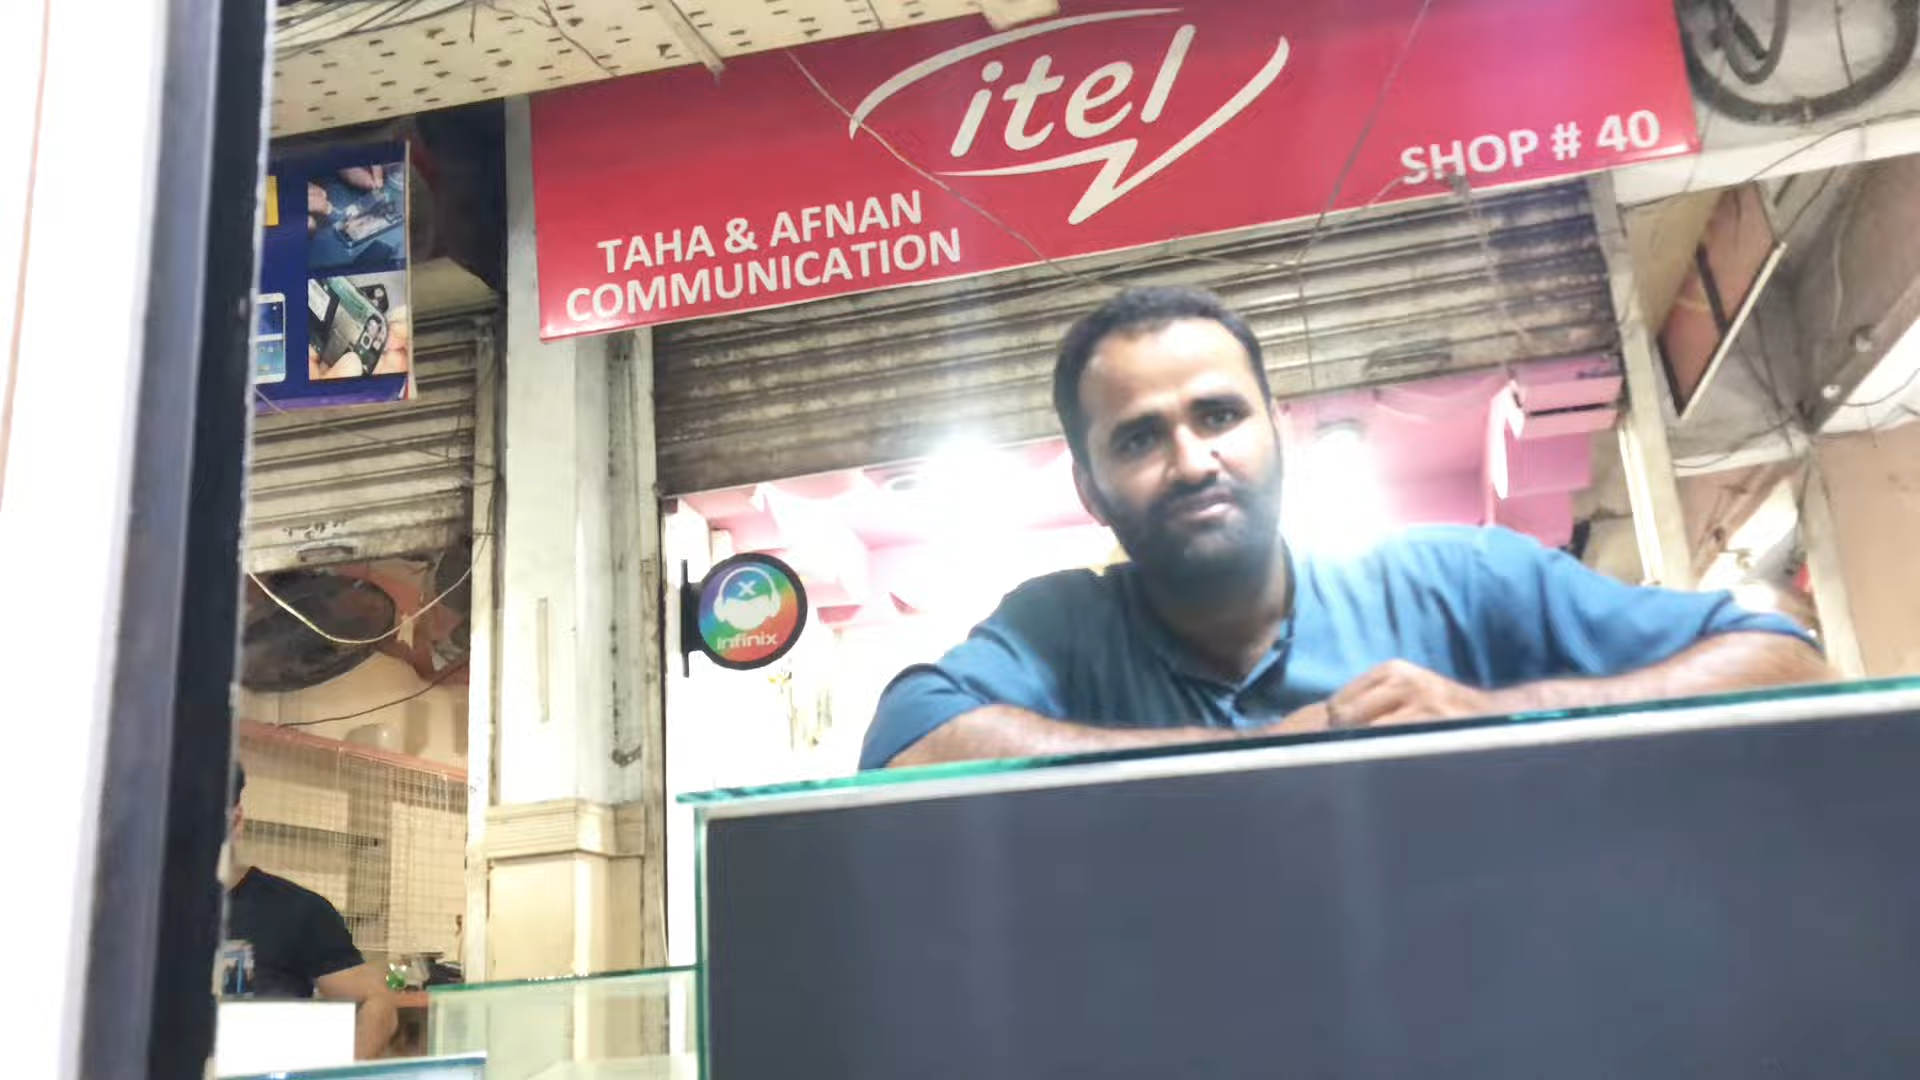 itel
SHOP # 40
TAHA & AFNAN
COMMUNICATION
X
Infinix